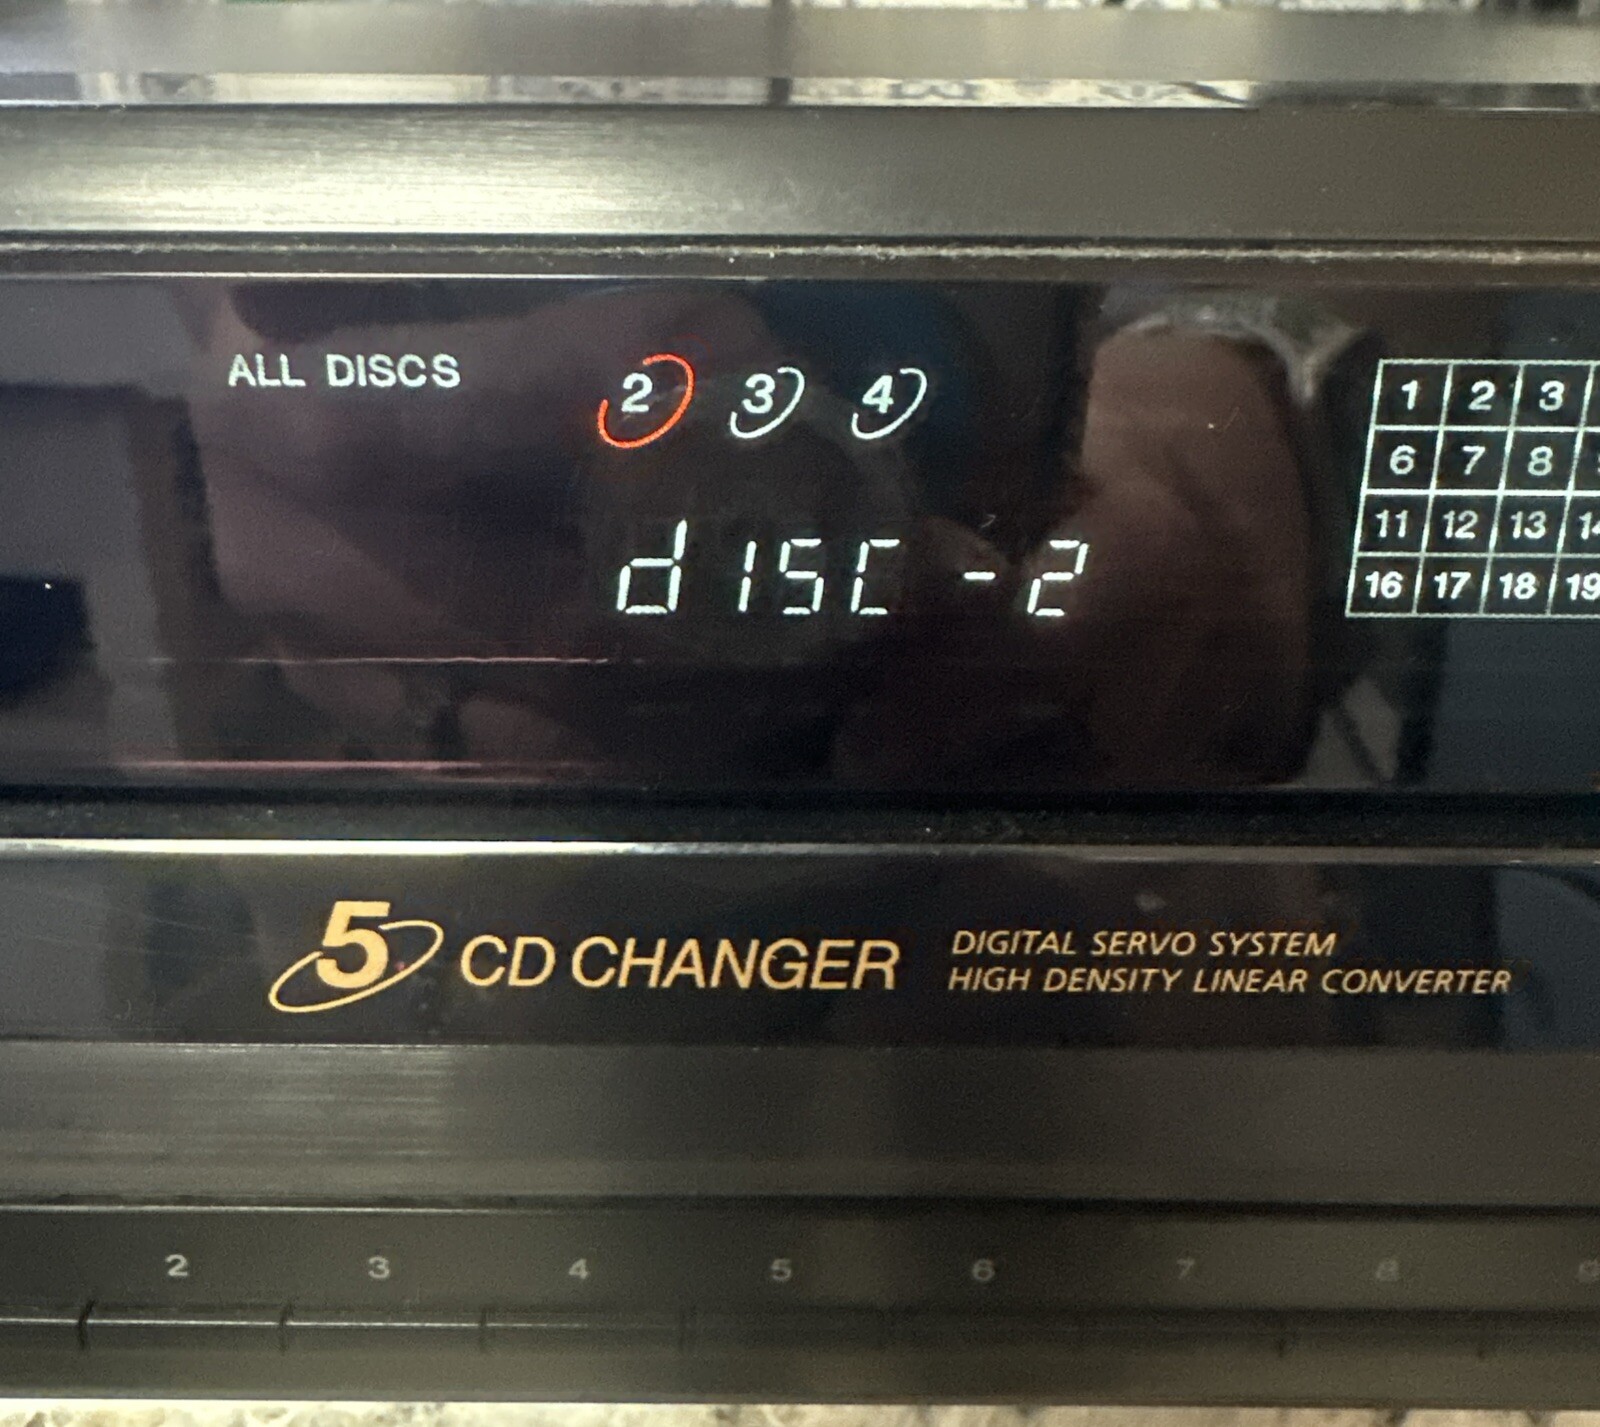 ALL DISCS 2 3 4
dISC -2
1 2 3
6 7 8
11 12 13
16 17 18 19
5 CD CHANGER
DIGITAL SERVO SYSTEM
HIGH DENSITY LINEAR CONVERTER
2 3 4 5 6 7 8